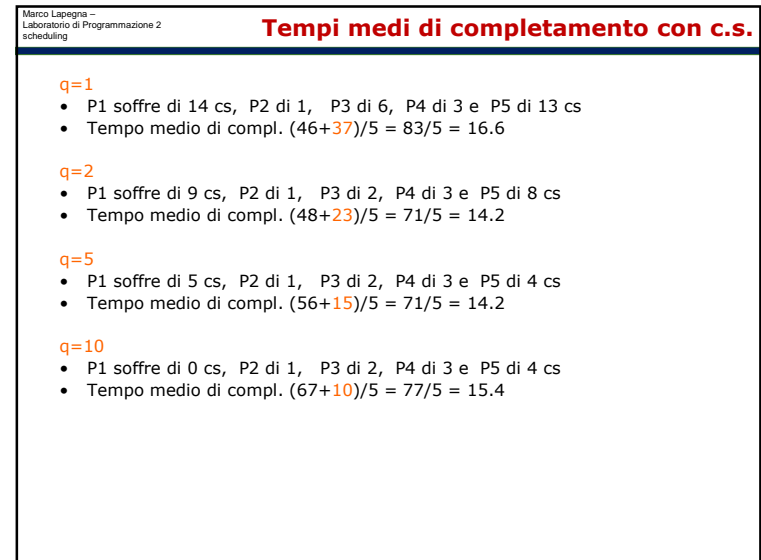 Marco Lapegna –
Laboratorio di Programmazione 2
scheduling
Tempi medi di completamento con c.s.
q=1
• P1 soffre di 14 cs, P2 di 1, P3 di 6, P4 di 3 e P5 di 13 cs
• Tempo medio di compl. (46+37)/5 = 83/5 = 16.6
q=2
• P1 soffre di 9 cs, P2 di 1, P3 di 2, P4 di 3 e P5 di 8 cs
• Tempo medio di compl. (48+23)/5 = 71/5 = 14.2
q=5
• P1 soffre di 5 cs, P2 di 1, P3 di 2, P4 di 3 e P5 di 4 cs
• Tempo medio di compl. (56+15)/5 = 71/5 = 14.2
q=10
• P1 soffre di 0 cs, P2 di 1, P3 di 2, P4 di 3 e P5 di 4 cs
• Tempo medio di compl. (67+10)/5 = 77/5 = 15.4